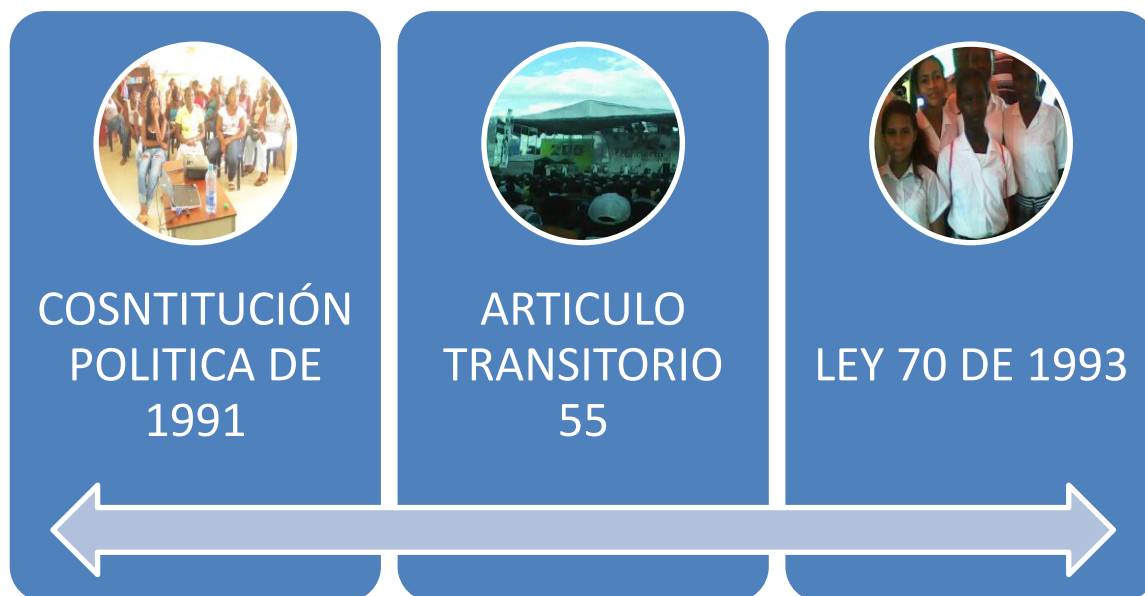 COSNTITUCIÓN
POLITICA DE
1991
ARTICULO
TRANSITORIO
55
LEY 70 DE 1993